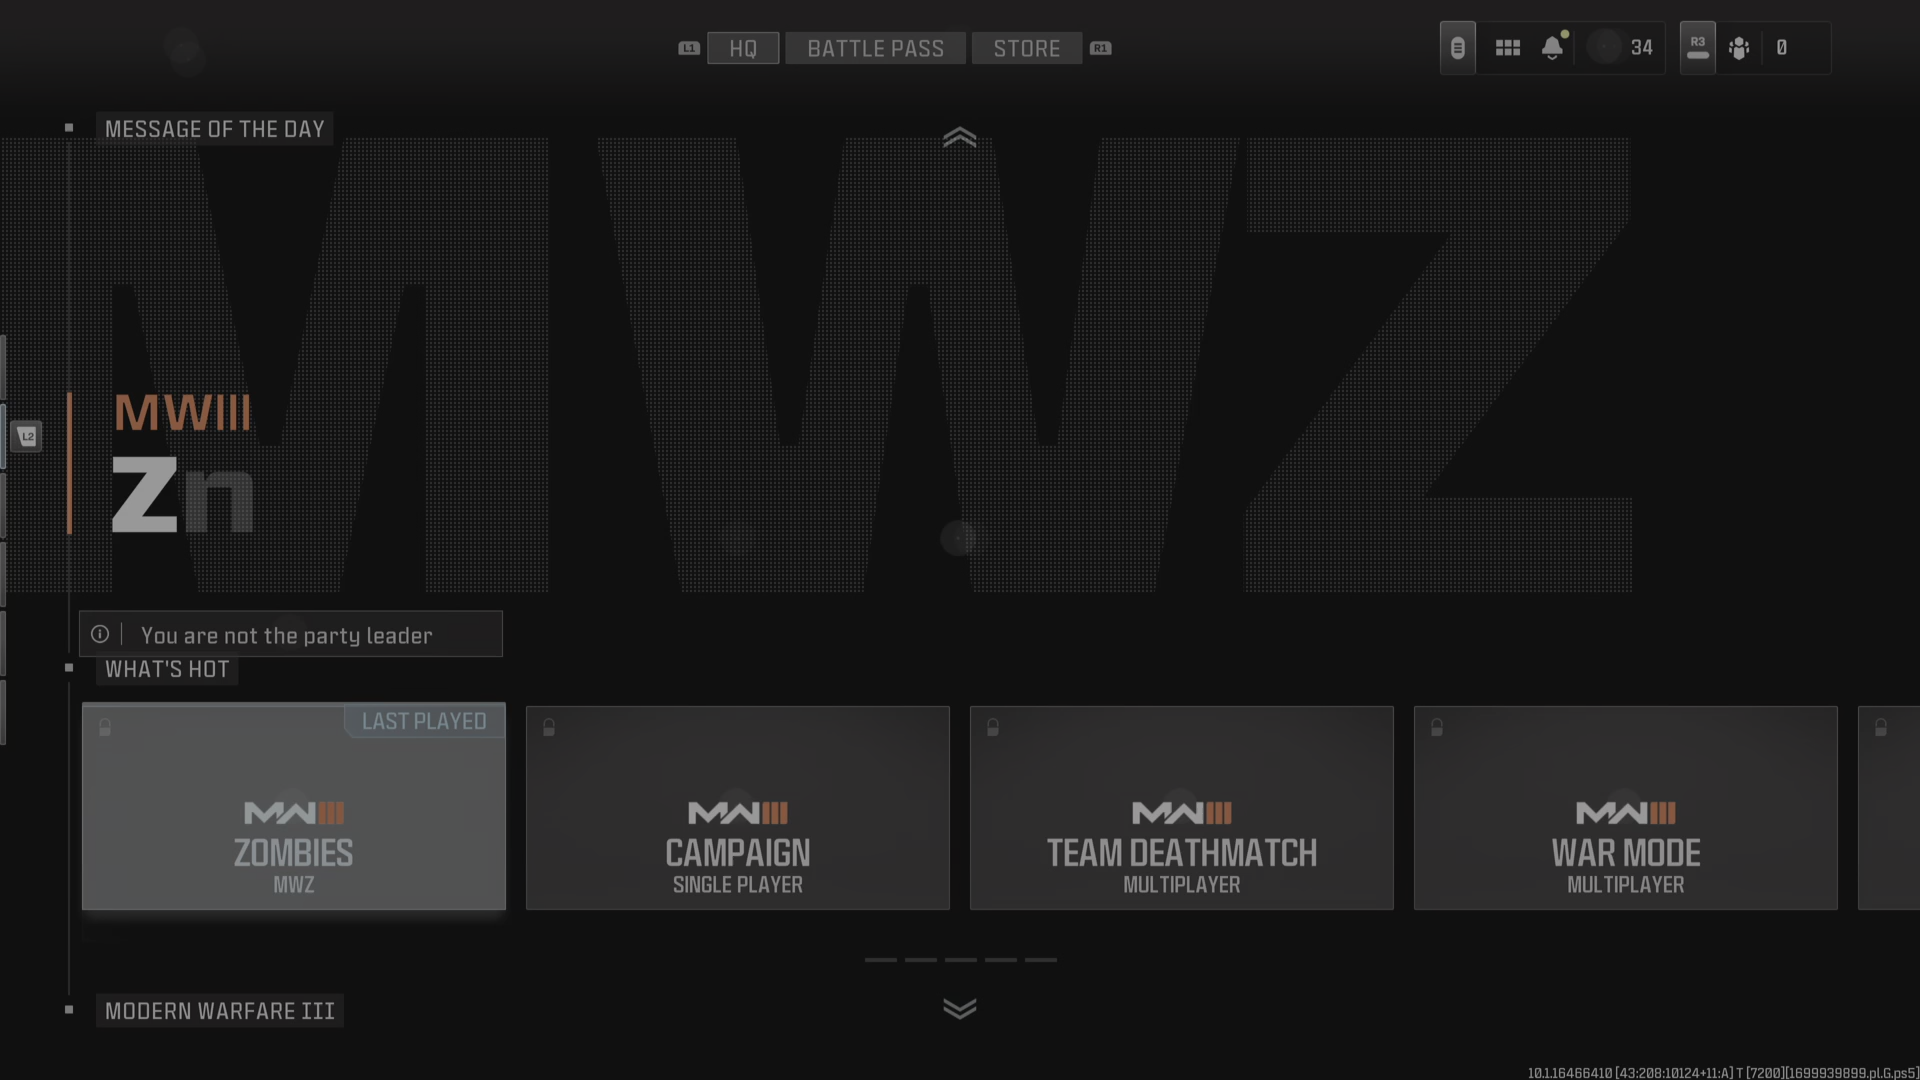 L1 HQ BATTLE PASS STORE R1
34
R3
0
MESSAGE OF THE DAY
MWZ
MWIII
L2
Zn
You are not the party leader
WHAT'S HOT
LAST PLAYED
MWIII
ZOMBIES
MWZ
MWIII
CAMPAIGN
SINGLE PLAYER
MWIII
TEAM DEATHMATCH
MULTIPLAYER
MWIII
WAR MODE
MULTIPLAYER
MODERN WARFARE III
10.1.16466410 [43:208:10124+11:A] T [7200][1699939899.pl.G.ps5]